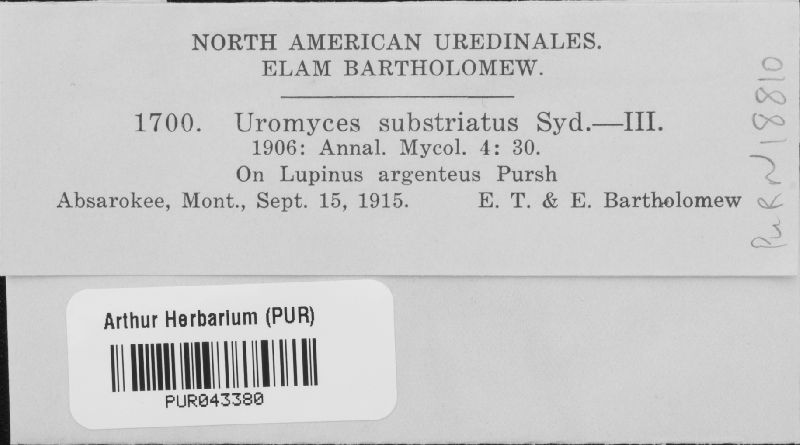 NORTH AMERICAN UREDINALES.
ELAM BARTHOLOMEW.
1700. Uromyces substriatus Syd.—III.
1906: Annal. Mycol. 4: 30.
On Lupinus argenteus Pursh
Absarokee, Mont., Sept. 15, 1915. E. T. & E. Bartholomew
PUR N 18810
Arthur Herbarium (PUR)
PUR043380